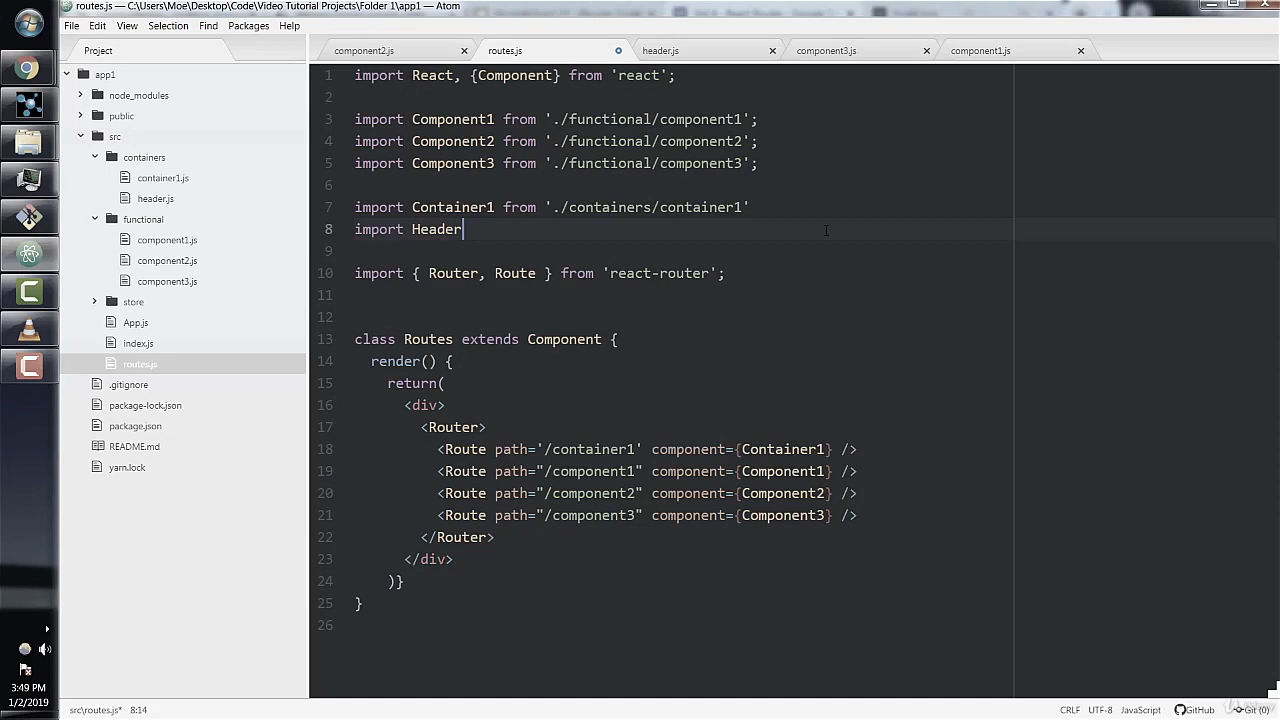 routes.js — C:\Users\Moe\Desktop\Code\Video Tutorial Projects\Folder 1\app1 — Atom
File Edit View Selection Find Packages Help
Project
component2.js
routes.js
header.js
component3.js
component1.js
app1
node_modules
public
src
containers
container1.js
header.js
functional
component1.js
component2.js
component3.js
store
App.js
index.js
routes.js
.gitignore
package-lock.json
package.json
README.md
yarn.lock
1 import React, {Component} from 'react';
2
3 import Component1 from './functional/component1';
4 import Component2 from './functional/component2';
5 import Component3 from './functional/component3';
6
7 import Container1 from './containers/container1'
8 import Header
9
10 import { Router, Route } from 'react-router';
11
12
13 class Routes extends Component {
14 render() {
15 return(
16 <div>
17 <Router>
18 <Route path='/container1' component={Container1} />
19 <Route path="/component1" component={Component1} />
20 <Route path="/component2" component={Component2} />
21 <Route path="/component3" component={Component3} />
22 </Router>
23 </div>
24 )}
25 }
26
3:49 PM
1/2/2019
src\routes.js* 8:14
CRLF UTF-8 JavaScript GitHub Git (0)